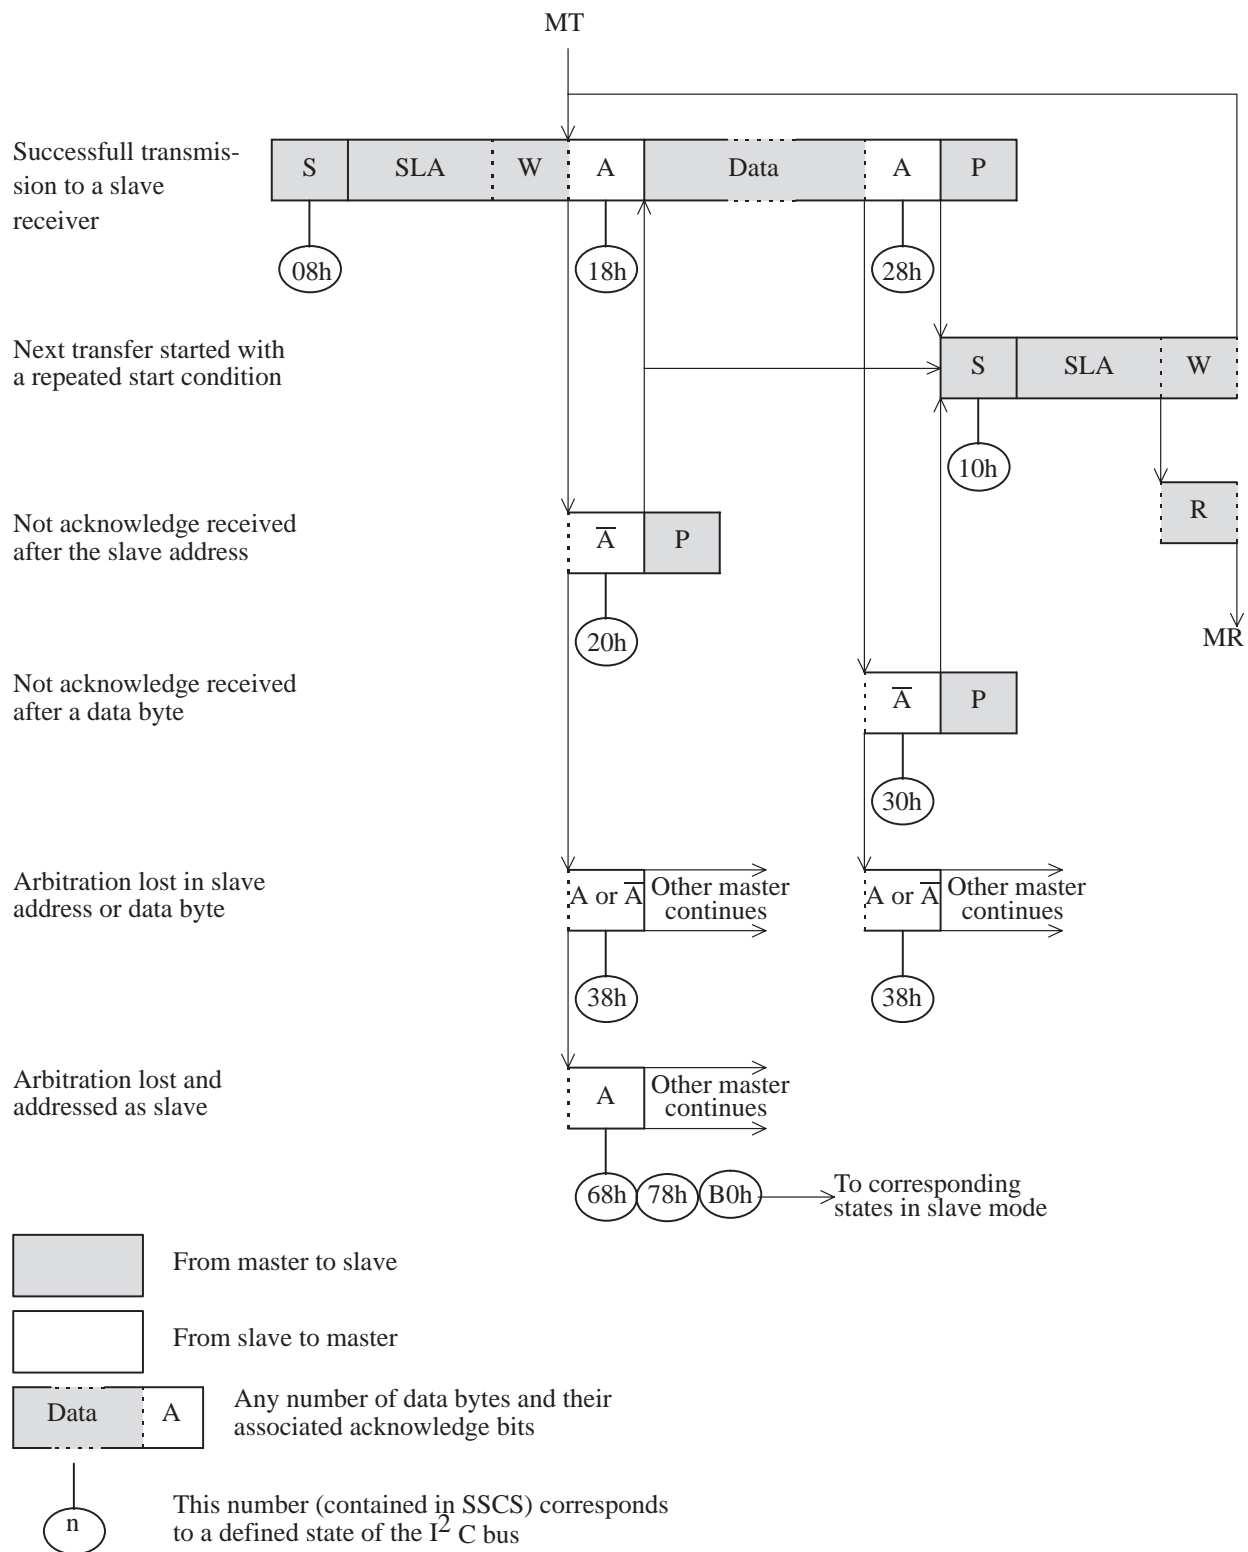 MT
Successfull transmis-
sion to a slave
receiver
S SLA W A Data A P
08h 18h 28h
Next transfer started with
a repeated start condition
S SLA W
10h
Not acknowledge received
after the slave address
A̅ P
R
20h
MR
Not acknowledge received
after a data byte
A̅ P
30h
Arbitration lost in slave
address or data byte
A or A̅ Other master
continues
A or A̅ Other master
continues
38h 38h
Arbitration lost and
addressed as slave
A Other master
continues
68h 78h B0h To corresponding
states in slave mode
From master to slave
From slave to master
Data A Any number of data bytes and their
associated acknowledge bits
n This number (contained in SSCS) corresponds
to a defined state of the I² C bus